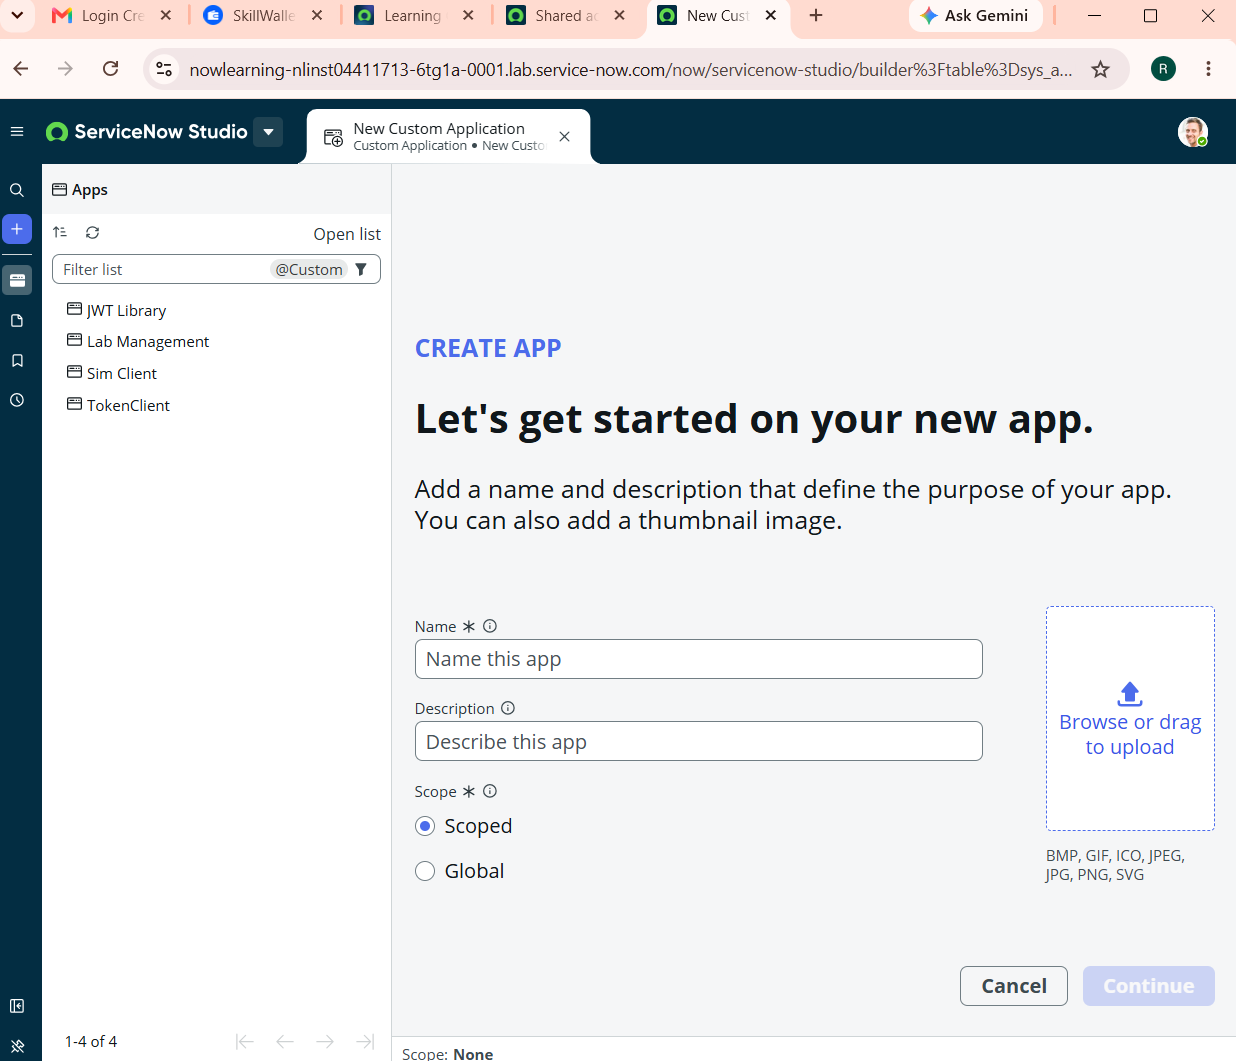 Login Cre
SkillWalle
Learning
Shared ac
New Cust
Ask Gemini
nowlearning-nlinst04411713-6tg1a-0001.lab.service-now.com/now/servicenow-studio/builder%3Ftable%3Dsys_a...
R
ServiceNow Studio
New Custom Application
Custom Application • New Custo
Apps
Open list
Filter list
@Custom
JWT Library
Lab Management
Sim Client
TokenClient
1-4 of 4
CREATE APP
Let's get started on your new app.
Add a name and description that define the purpose of your app.
You can also add a thumbnail image.
Name
Name this app
Description
Describe this app
Scope
Scoped
Global
Browse or drag
to upload
BMP, GIF, ICO, JPEG,
JPG, PNG, SVG
Cancel
Continue
Scope: None